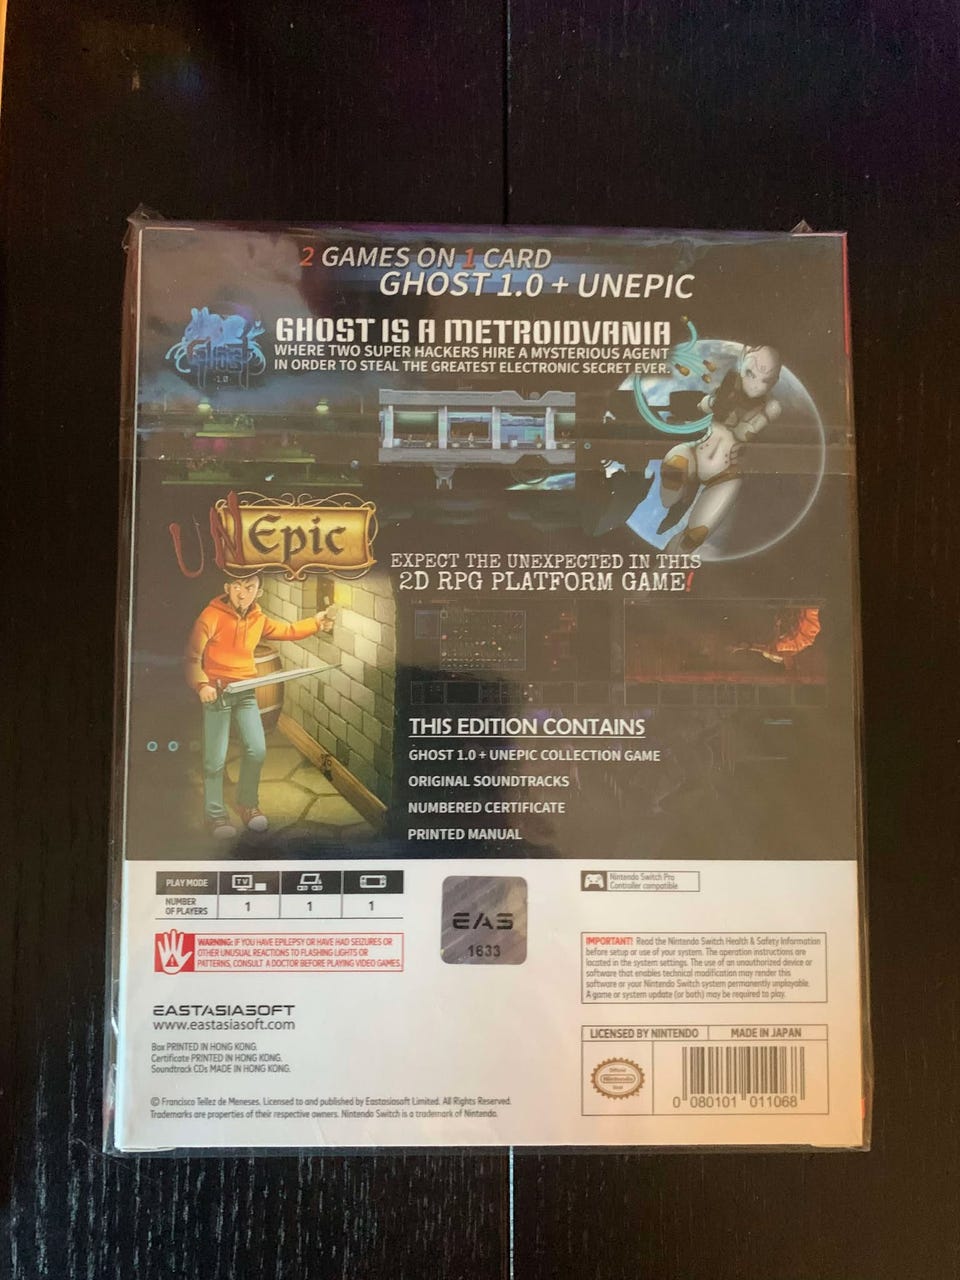 2 GAMES ON 1 CARD
GHOST 1.0 + UNEPIC
GHOST
1.0
GHOST IS A METROIDVANIA
WHERE TWO SUPER HACKERS HIRE A MYSTERIOUS AGENT
IN ORDER TO STEAL THE GREATEST ELECTRONIC SECRET EVER.
UNEpic
EXPECT THE UNEXPECTED IN THIS
2D RPG PLATFORM GAME!
THIS EDITION CONTAINS
GHOST 1.0 + UNEPIC COLLECTION GAME
ORIGINAL SOUNDTRACKS
NUMBERED CERTIFICATE
PRINTED MANUAL
PLAY MODE TV
NUMBER OF PLAYERS 1 1 1
WARNING: IF YOU HAVE EPILEPSY OR HAVE HAD SEIZURES OR
OTHER UNUSUAL REACTIONS TO FLASHING LIGHTS OR
PATTERNS, CONSULT A DOCTOR BEFORE PLAYING VIDEO GAMES.
EASTASIASOFT
www.eastasiasoft.com
Box PRINTED IN HONG KONG.
Certificate PRINTED IN HONG KONG.
Soundtrack CDs MADE IN HONG KONG.
© Francisco Tellez de Meneses. Licensed to and published by Eastasiasoft Limited. All Rights Reserved.
Trademarks are properties of their respective owners. Nintendo Switch is a trademark of Nintendo.
EAS
1633
Nintendo Switch Pro
Controller compatible
IMPORTANT! Read the Nintendo Switch Health & Safety Information
before setup or use of your system. The operation instructions are
located in the system settings. The use of an unauthorized device or
software that enables technical modification may render this
software or your Nintendo Switch system permanently unplayable.
A game or system update (or both) may be required to play.
LICENSED BY NINTENDO MADE IN JAPAN
Official
Nintendo
Seal
0 080101 011068